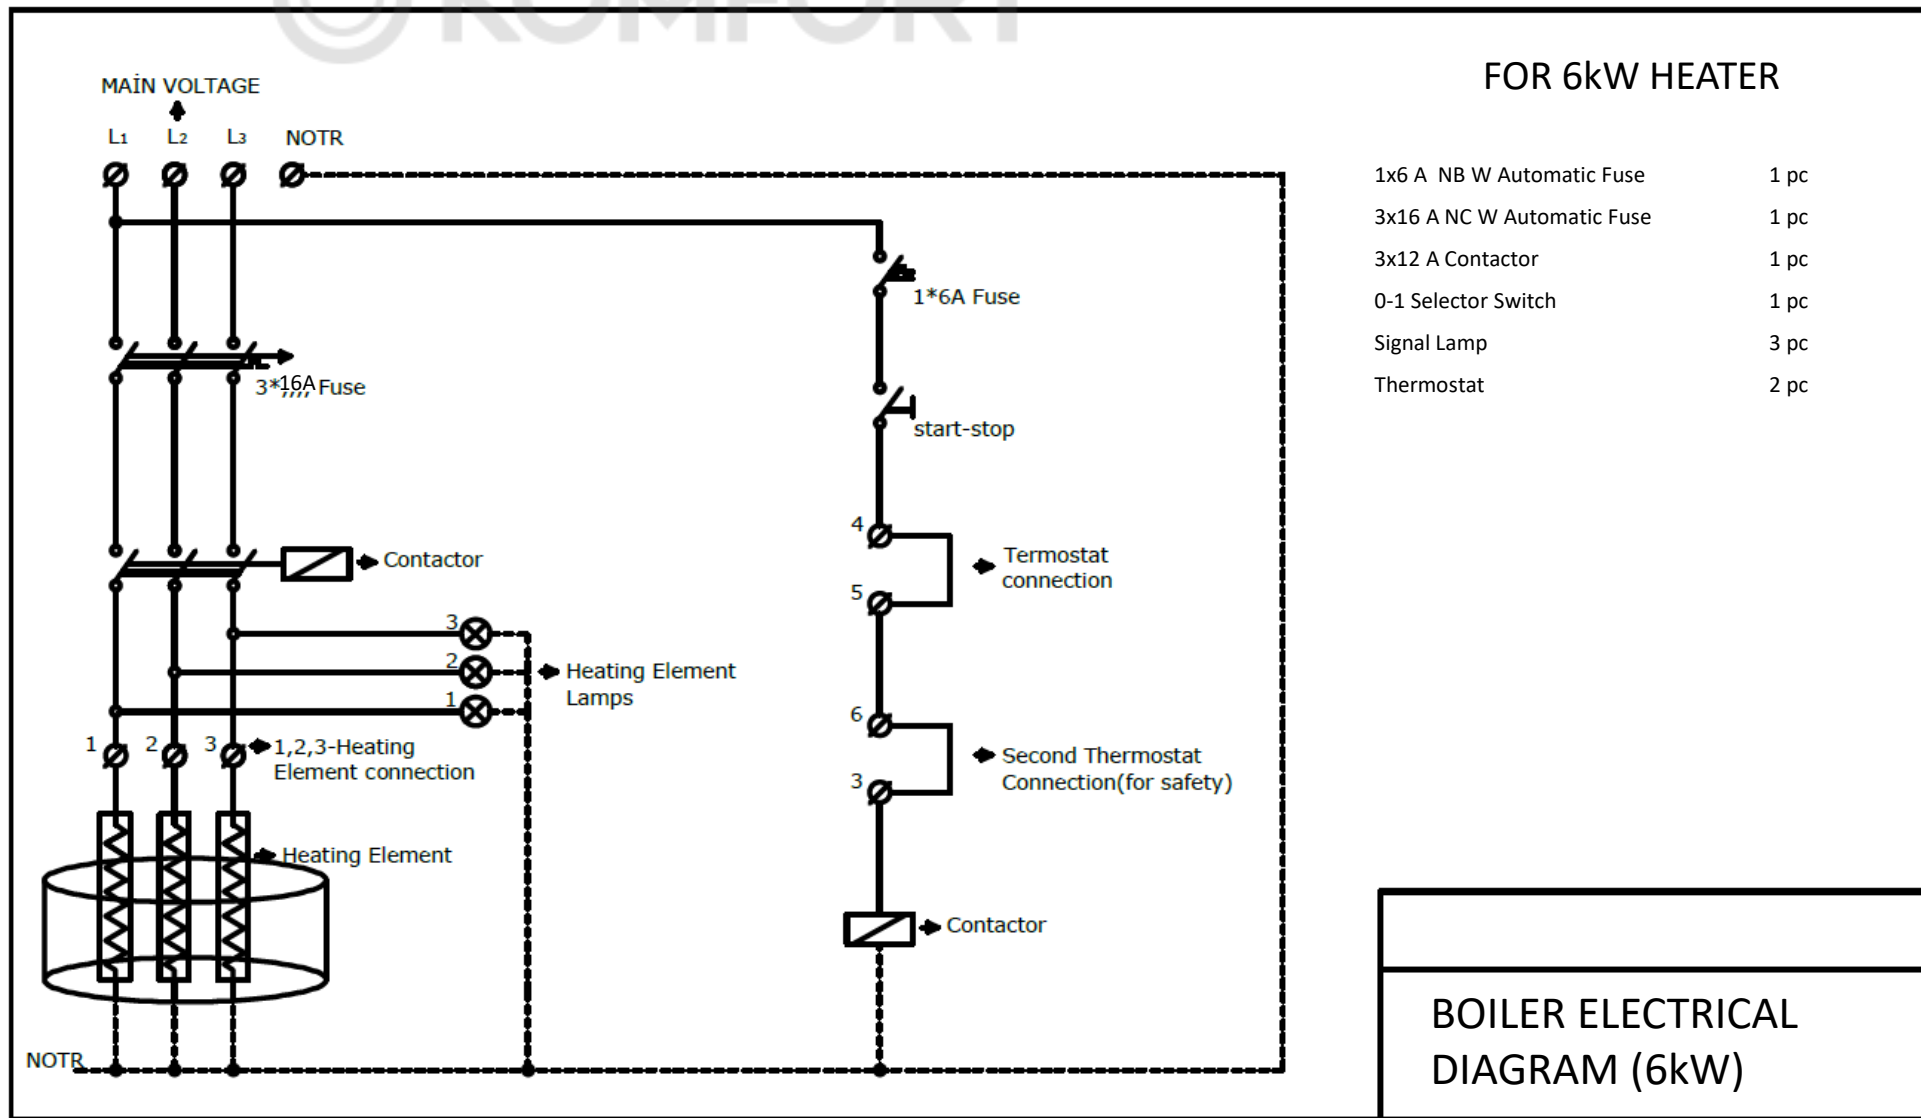 KOMFORT
MAİN VOLTAGE
L1 L2 L3 NOTR
1*6A Fuse
3*16A Fuse
start-stop
Contactor
4
Termostat
connection
5
3
2
1
Heating Element
Lamps
1 2 3 1,2,3-Heating
Element connection
6
Second Thermostat
Connection(for safety)
3
Heating Element
Contactor
NOTR
FOR 6kW HEATER
1x6 A NB W Automatic Fuse 1 pc
3x16 A NC W Automatic Fuse 1 pc
3x12 A Contactor 1 pc
0-1 Selector Switch 1 pc
Signal Lamp 3 pc
Thermostat 2 pc
BOILER ELECTRICAL
DIAGRAM (6kW)